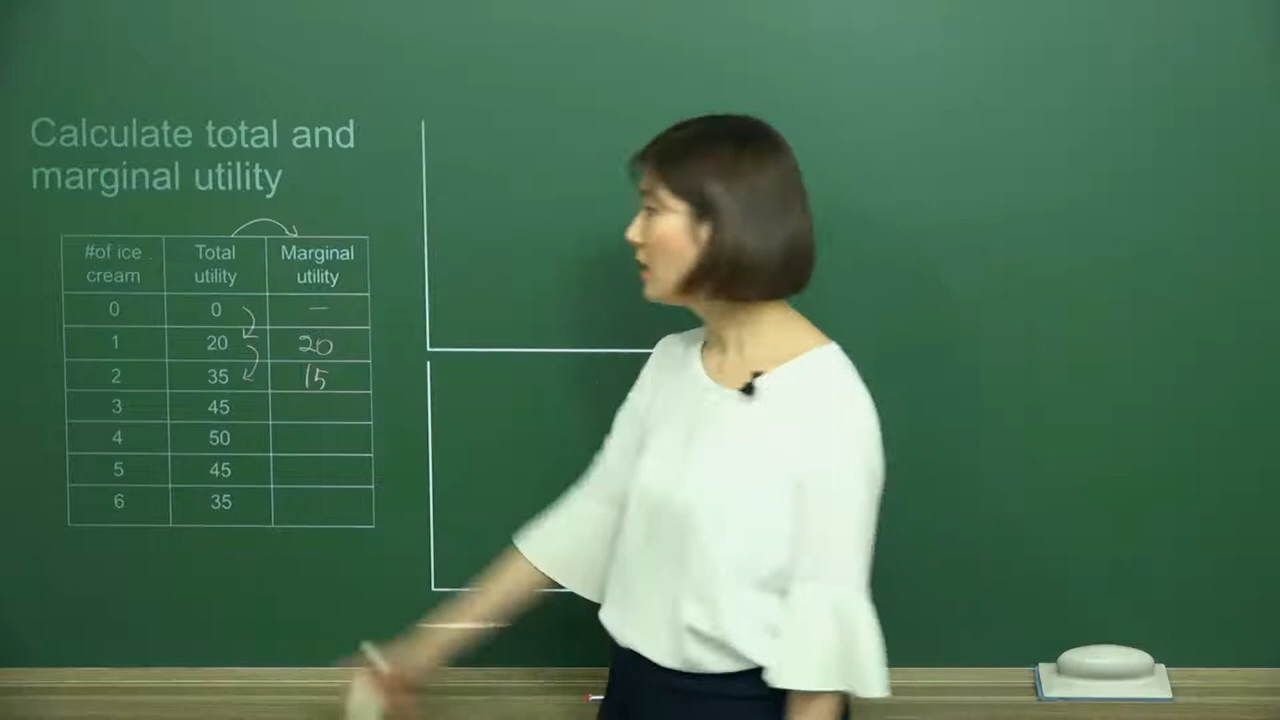 Calculate total and
marginal utility
#of ice cream Total utility Marginal utility
0 0 —
1 20 20
2 35 15
3 45
4 50
5 45
6 35